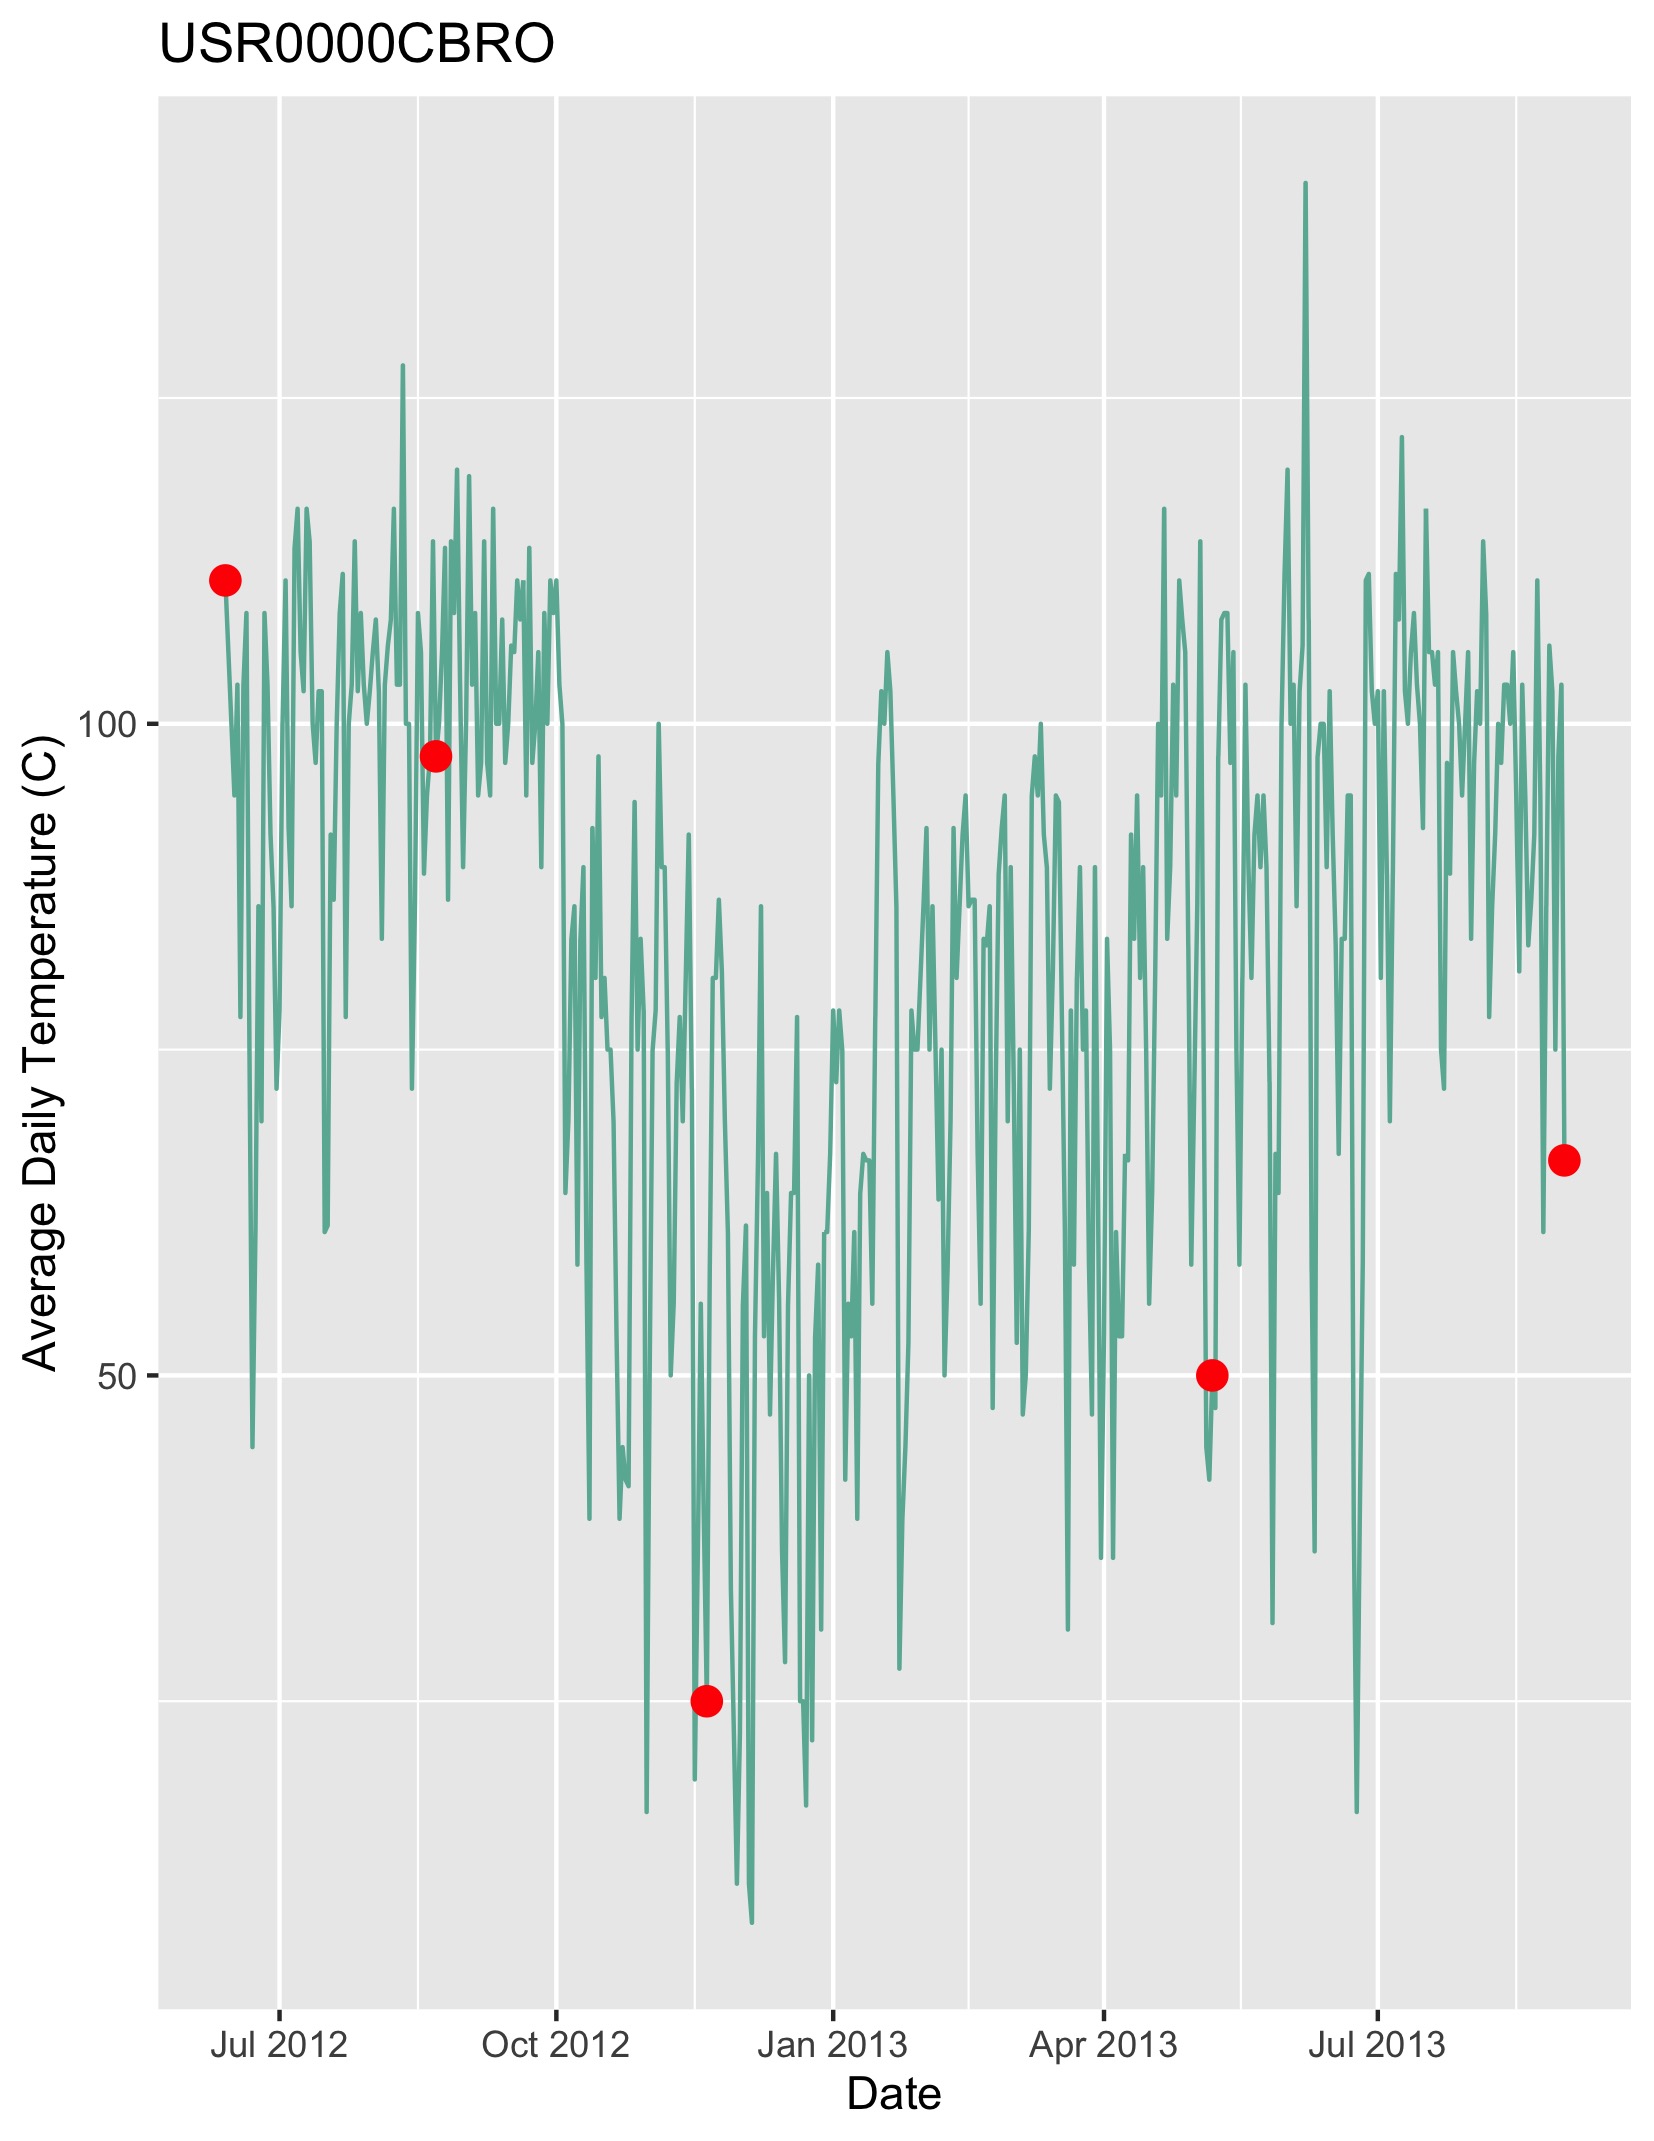 USR0000CBRO
Average Daily Temperature (C)
100
50
Jul 2012
Oct 2012
Jan 2013
Apr 2013
Jul 2013
Date